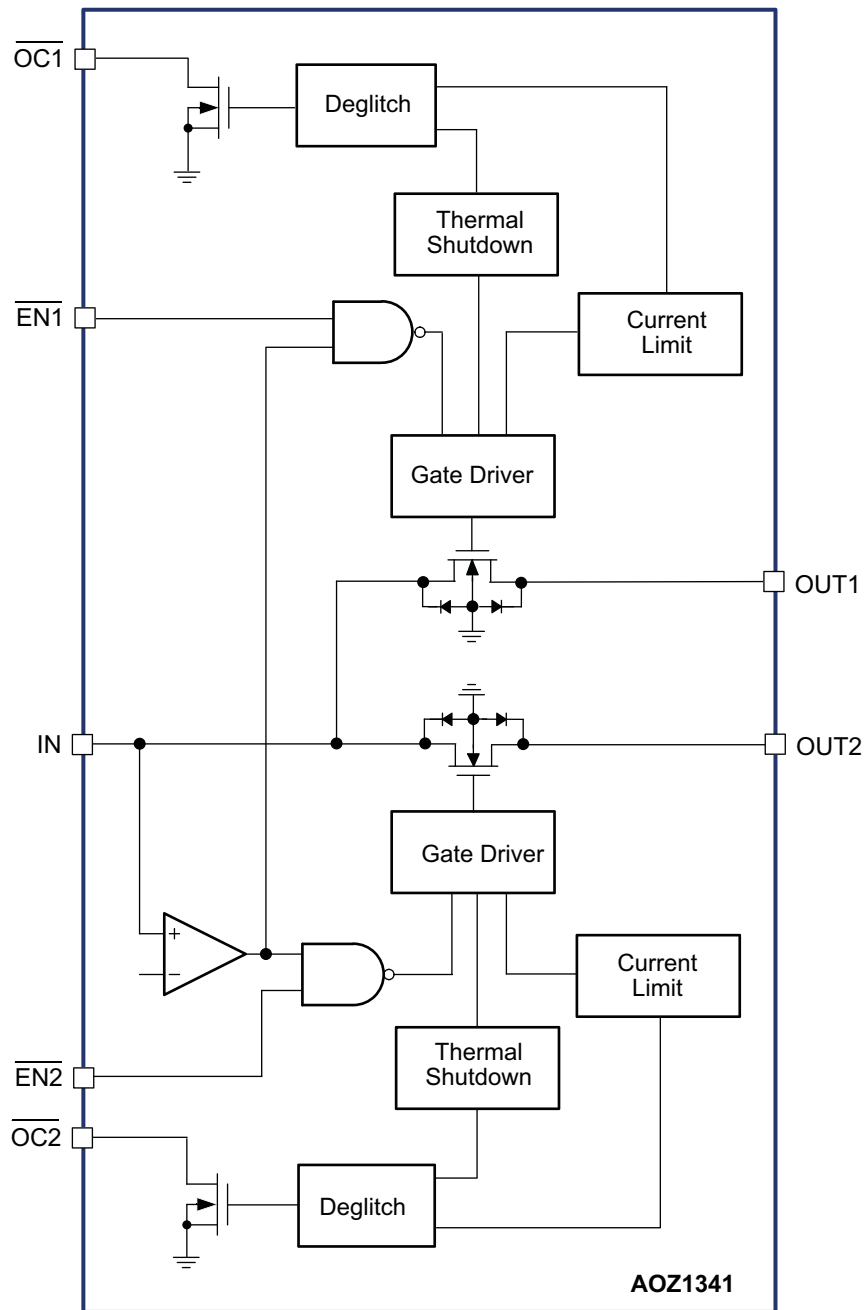 OC1
Deglitch
Thermal
Shutdown
EN1
Current
Limit
Gate Driver
OUT1
IN
OUT2
Gate Driver
+
−
Current
Limit
Thermal
Shutdown
EN2
OC2
Deglitch
AOZ1341